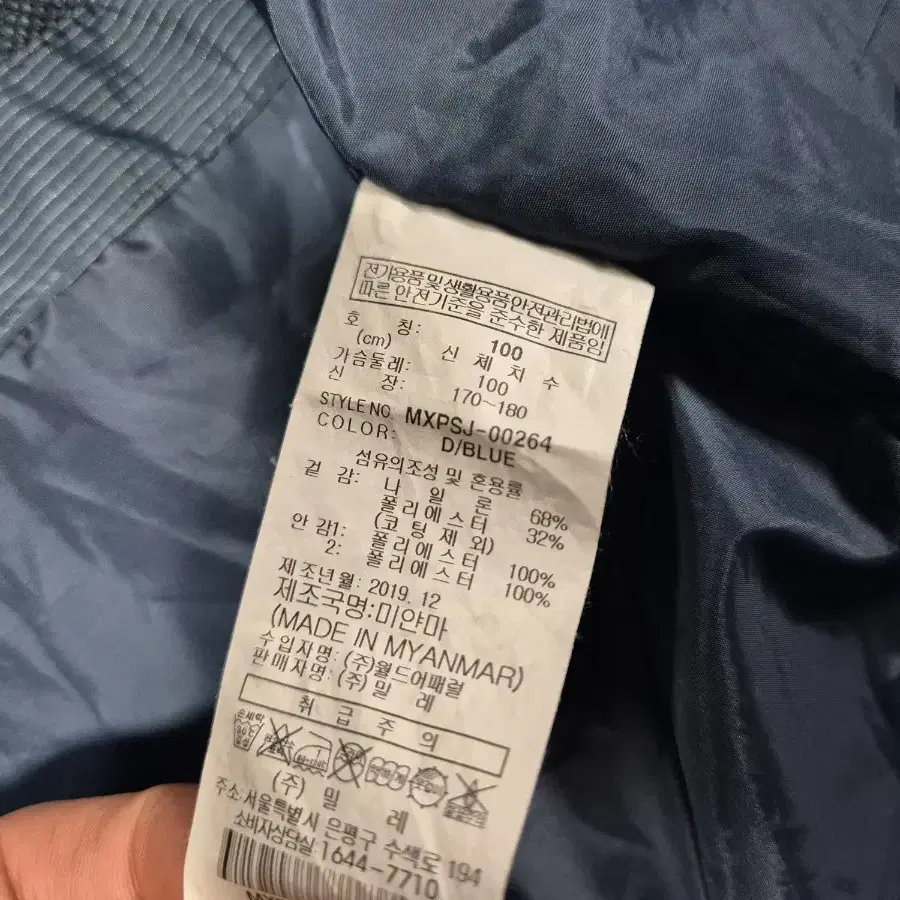 전기용품및생활용품안전관리법에
따른 안전기준을 준수한 제품임
호 칭: 100
(cm) 신 체 치 수
가슴둘레: 100
신 장: 170~180
STYLE NO. MXPSJ-00264
COLOR: D/BLUE
섬유의조성 및 혼용률
겉 감: 나 일 론 68%
폴리에스터 32%
(코 팅 제 외)
안 감1: 폴리에스터 100%
2: 폴리에스터 100%
제조년월: 2019. 12
제조국명:미얀마
(MADE IN MYANMAR)
수입자명: (주)월드어패럴
판매자명: (주) 밀 레
취 급 주 의
손세탁
(주) 밀 레
주소:서울특별시 은평구 수색로 194
소비자상담실:1644-7710